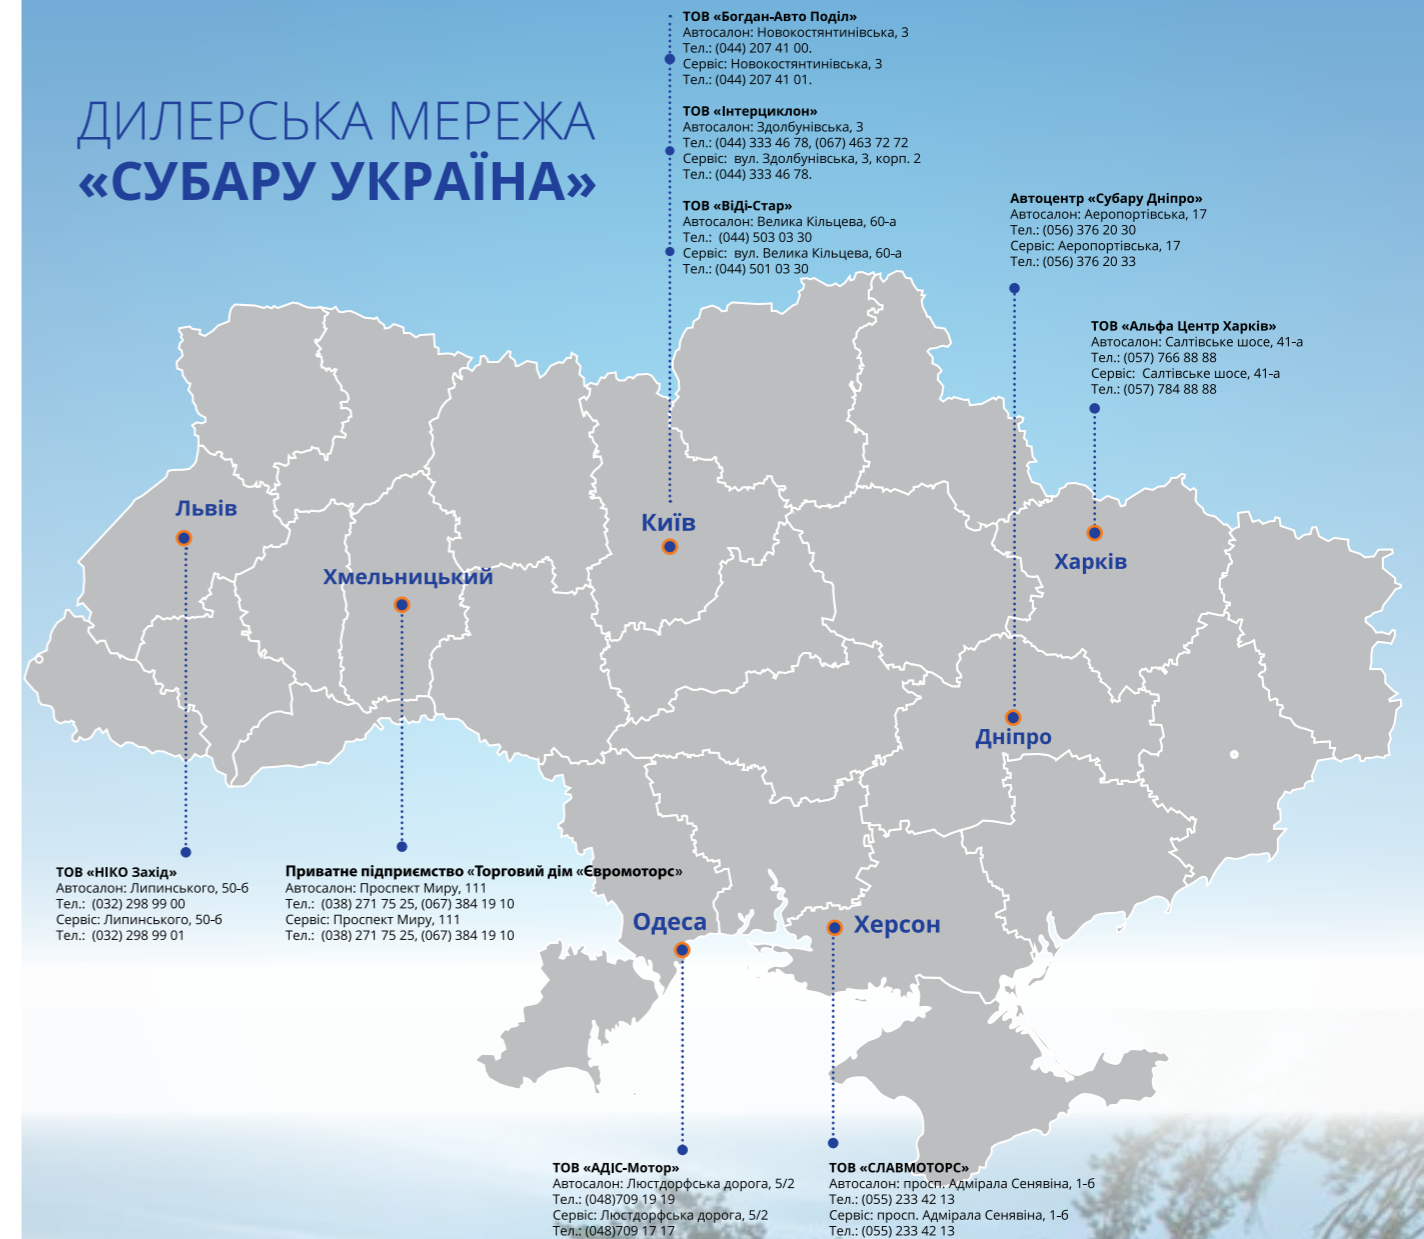 ДИЛЕРСЬКА МЕРЕЖА
«СУБАРУ УКРАЇНА»
ТОВ «Богдан-Авто Поділ»
Автосалон: Новокостянтинівська, 3
Тел.: (044) 207 41 00.
Сервіс: Новокостянтинівська, 3
Тел.: (044) 207 41 01.
ТОВ «Інтерциклон»
Автосалон: Здолбунівська, 3
Тел.: (044) 333 46 78, (067) 463 72 72
Сервіс: вул. Здолбунівська, 3, корп. 2
Тел.: (044) 333 46 78.
ТОВ «ВіДі-Стар»
Автосалон: Велика Кільцева, 60-а
Тел.: (044) 503 03 30
Сервіс: вул. Велика Кільцева, 60-а
Тел.: (044) 501 03 30
Автоцентр «Субару Дніпро»
Автосалон: Аеропортівська, 17
Тел.: (056) 376 20 30
Сервіс: Аеропортівська, 17
Тел.: (056) 376 20 33
ТОВ «Альфа Центр Харків»
Автосалон: Салтівське шосе, 41-а
Тел.: (057) 766 88 88
Сервіс: Салтівське шосе, 41-а
Тел.: (057) 784 88 88
Львів
Київ
Харків
Хмельницький
Дніпро
ТОВ «НІКО Захід»
Автосалон: Липинського, 50-б
Тел.: (032) 298 99 00
Сервіс: Липинського, 50-б
Тел.: (032) 298 99 01
Приватне підприємство «Торговий дім «Євромоторс»
Автосалон: Проспект Миру, 111
Тел.: (038) 271 75 25, (067) 384 19 10
Сервіс: Проспект Миру, 111
Тел.: (038) 271 75 25, (067) 384 19 10
Одеса
Херсон
ТОВ «АДІС-Мотор»
Автосалон: Люстдорфська дорога, 5/2
Тел.: (048)709 19 19
Сервіс: Люстдорфська дорога, 5/2
Тел.: (048)709 17 17
ТОВ «СЛАВМОТОРС»
Автосалон: просп. Адмірала Сенявіна, 1-б
Тел.: (055) 233 42 13
Сервіс: просп. Адмірала Сенявіна, 1-б
Тел.: (055) 233 42 13